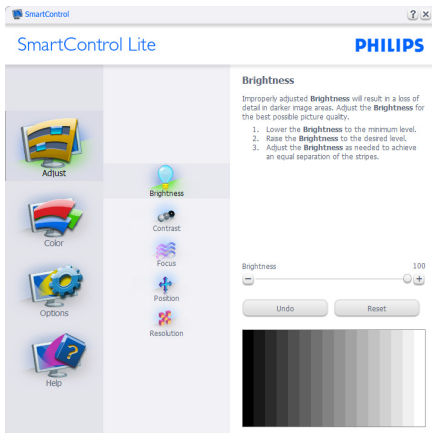 SmartControl
SmartControl Lite
PHILIPS
Adjust
Color
Options
Help
Brightness
Contrast
Focus
Position
Resolution
Brightness
Improperly adjusted Brightness will result in a loss of
detail in darker image areas. Adjust the Brightness for
the best possible picture quality.
1. Lower the Brightness to the minimum level.
2. Raise the Brightness to the desired level.
3. Adjust the Brightness as needed to achieve
an equal separation of the stripes.
Brightness 100
Undo Reset